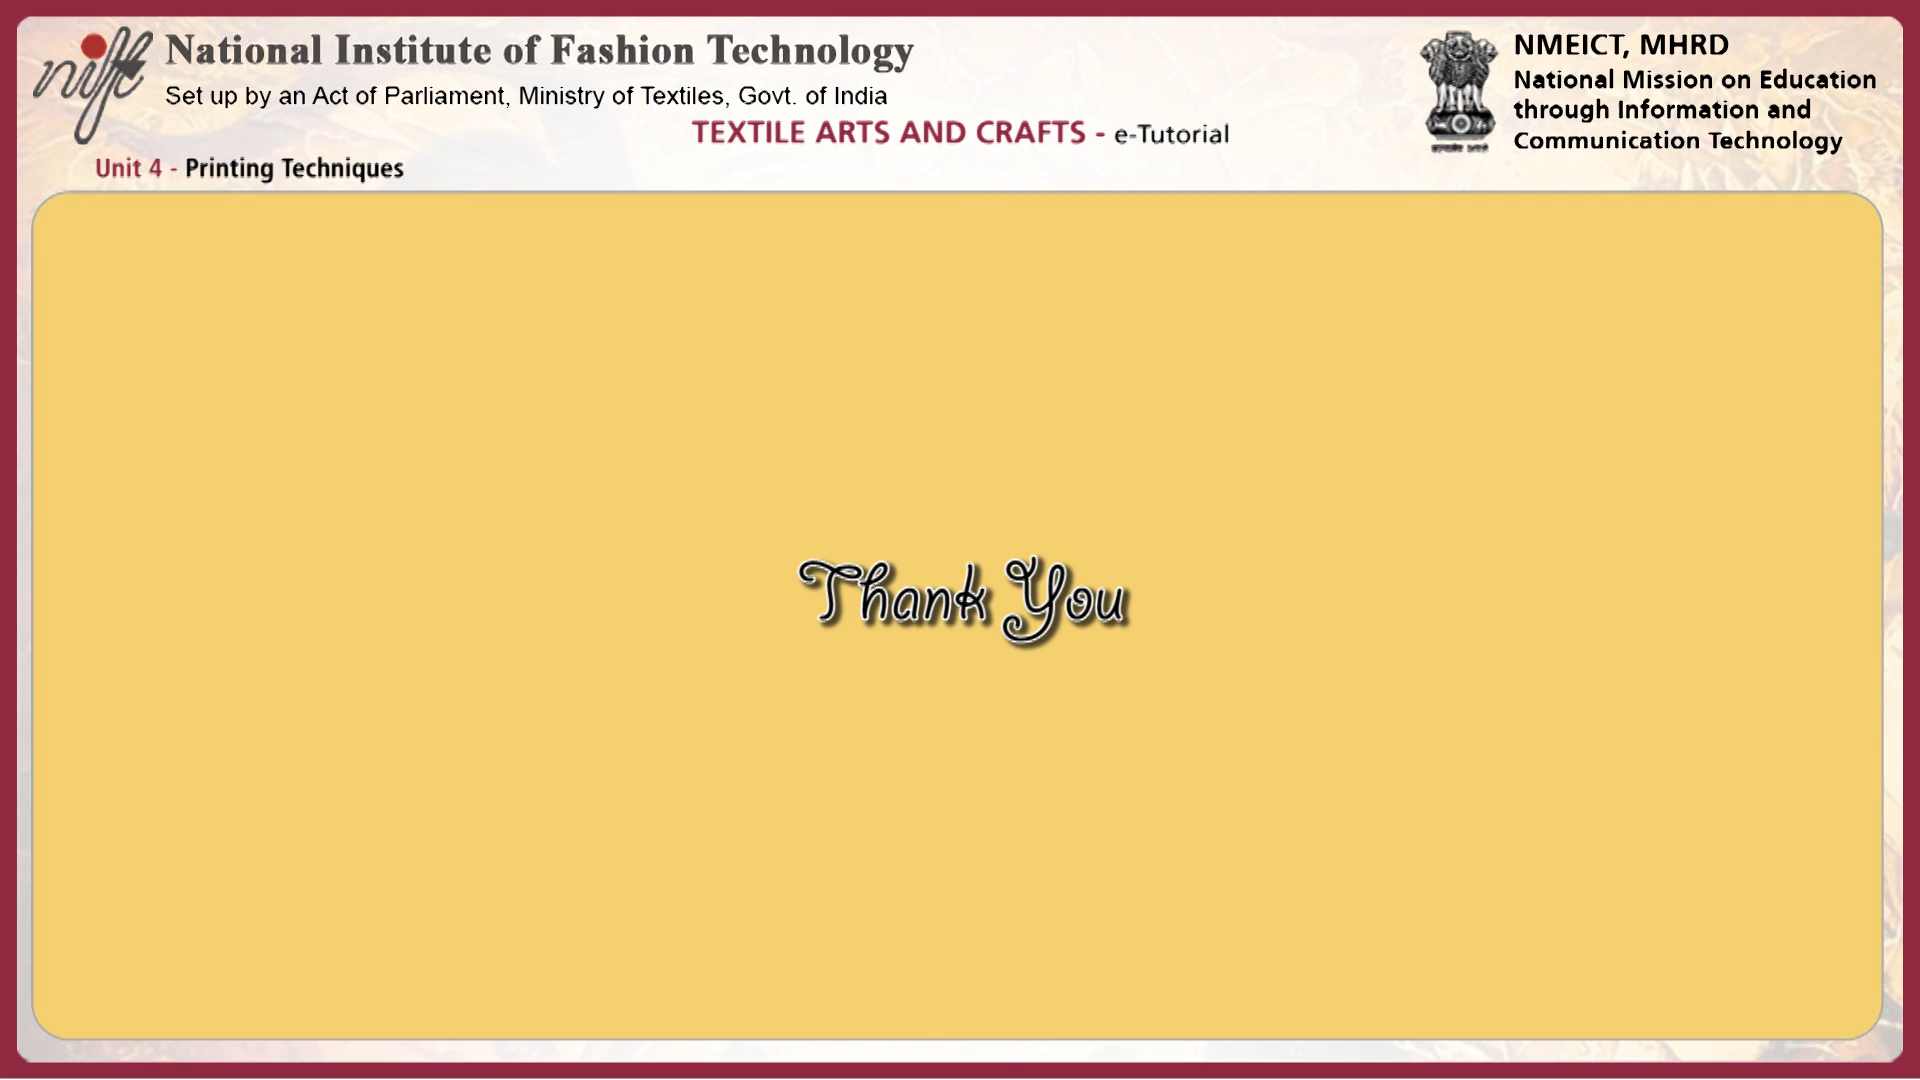 nift
National Institute of Fashion Technology
Set up by an Act of Parliament, Ministry of Textiles, Govt. of India
NMEICT, MHRD
National Mission on Education
through Information and
Communication Technology
TEXTILE ARTS AND CRAFTS - e-Tutorial
Unit 4 - Printing Techniques
Thank You